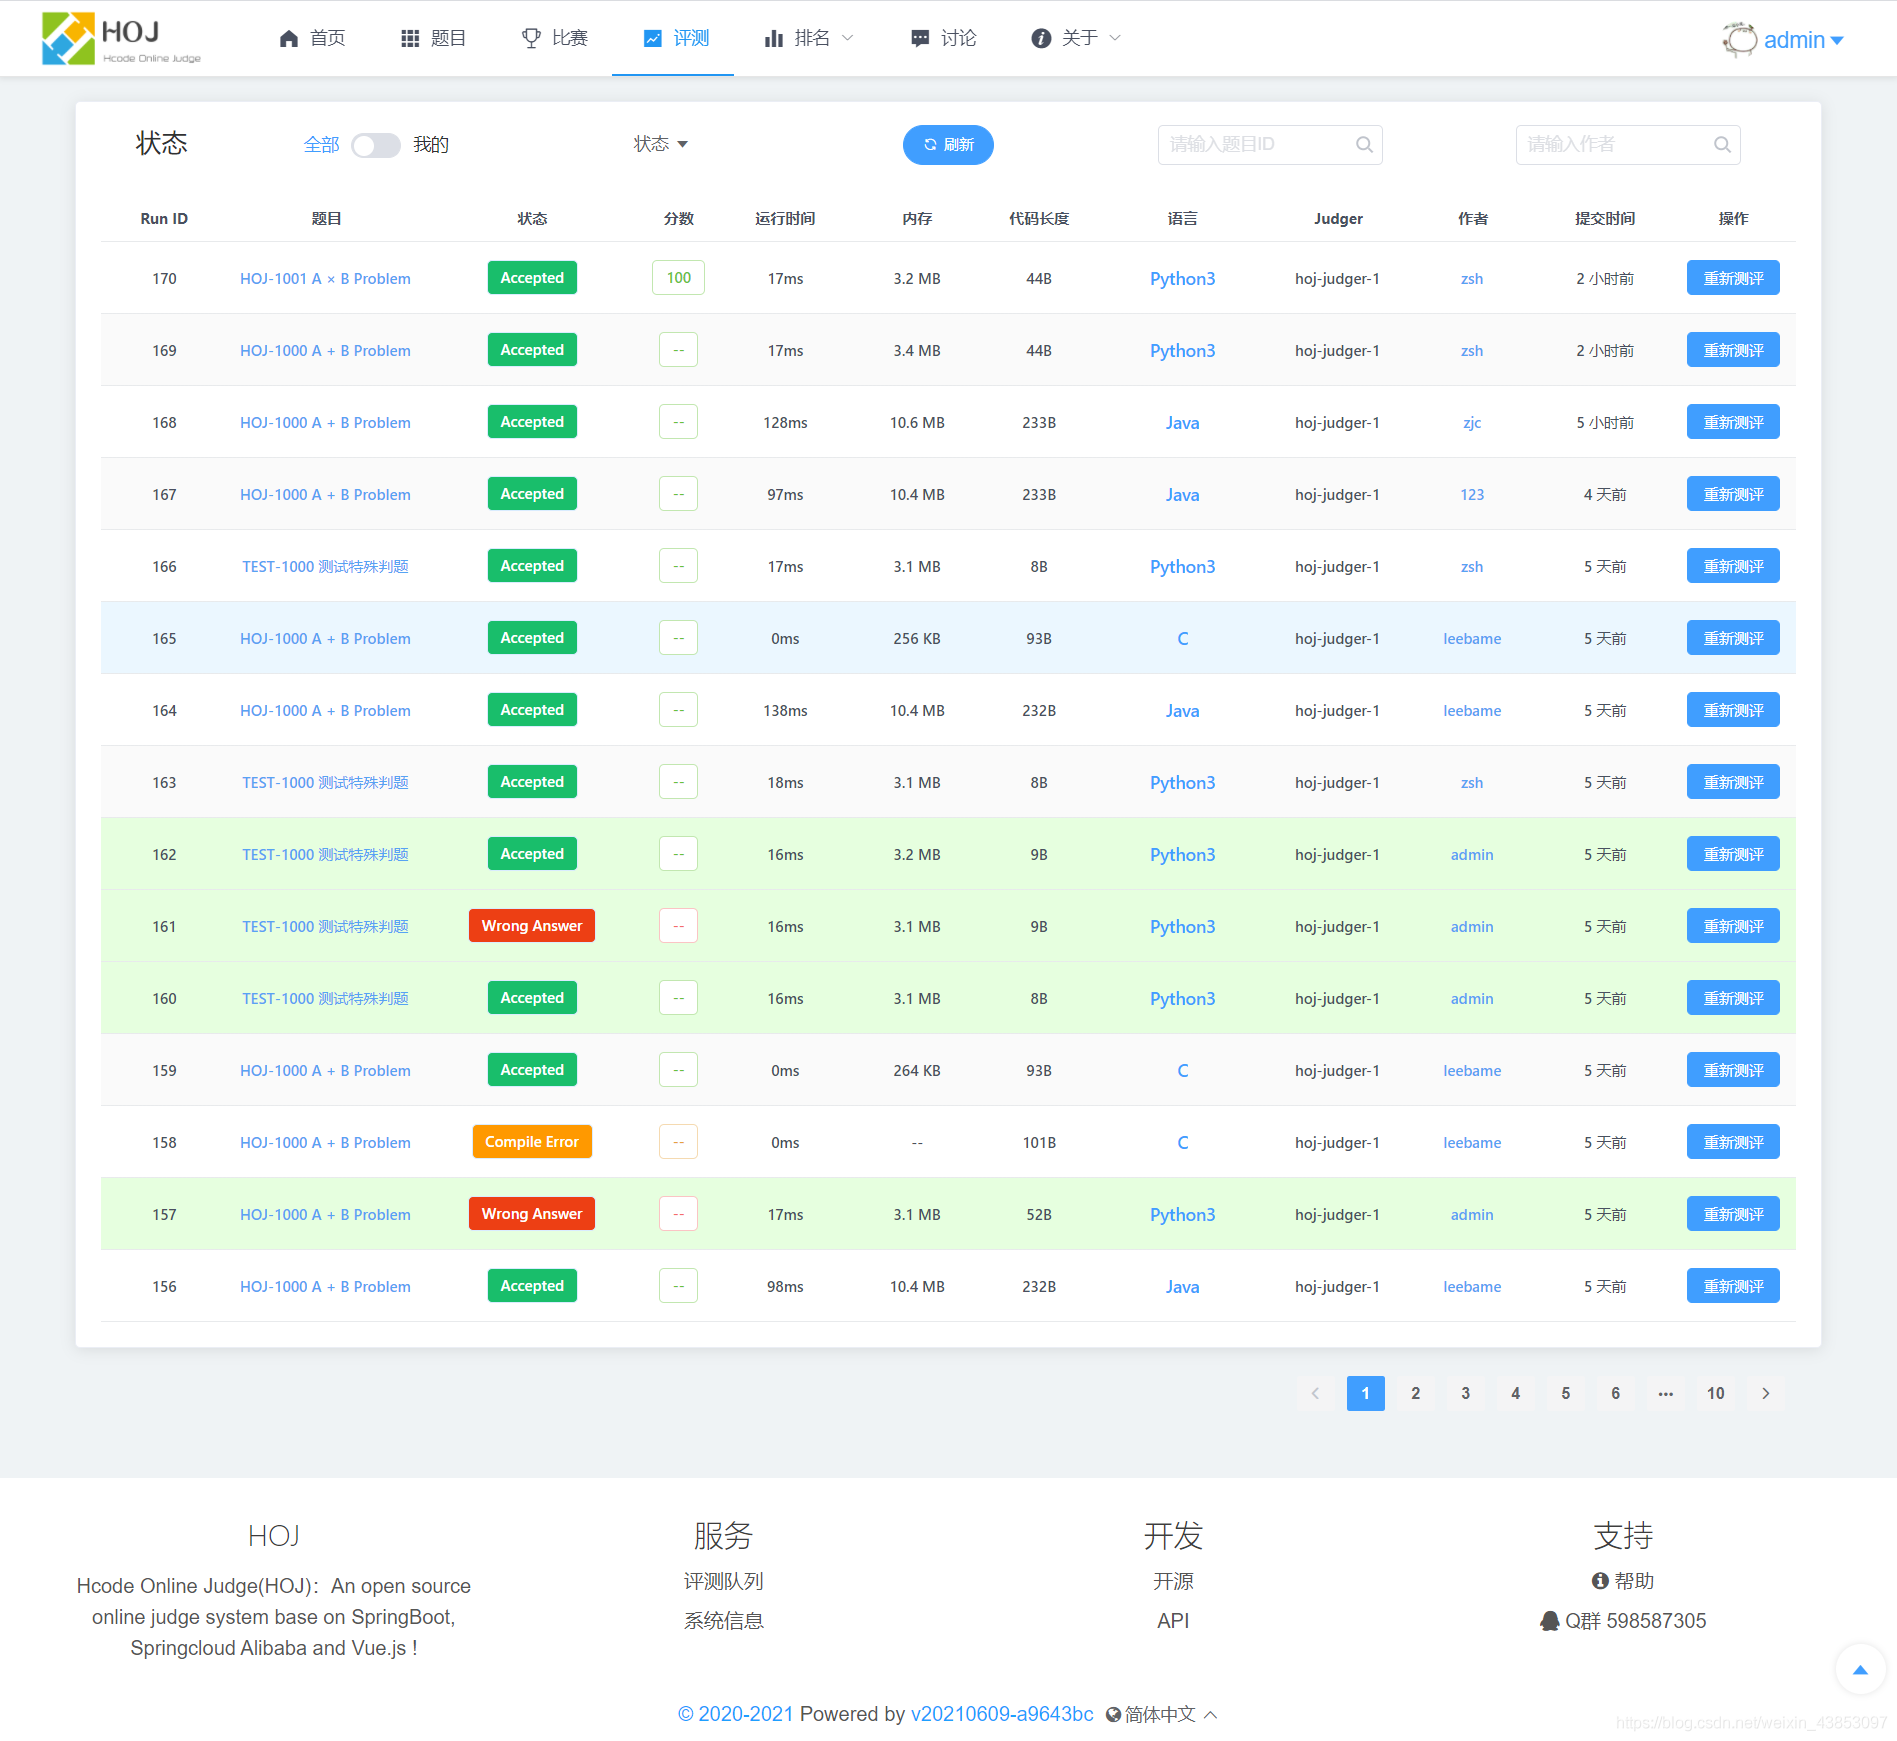 HOJ
Hcode Online Judge
首页 题目 比赛 评测 排名 讨论 关于 admin
状态 全部 我的 状态 刷新 请输入题目ID 请输入作者
Run ID 题目 状态 分数 运行时间 内存 代码长度 语言 Judger 作者 提交时间 操作
170 HOJ-1001 A × B Problem Accepted 100 17ms 3.2 MB 44B Python3 hoj-judger-1 zsh 2 小时前 重新测评
169 HOJ-1000 A + B Problem Accepted -- 17ms 3.4 MB 44B Python3 hoj-judger-1 zsh 2 小时前 重新测评
168 HOJ-1000 A + B Problem Accepted -- 128ms 10.6 MB 233B Java hoj-judger-1 zjc 5 小时前 重新测评
167 HOJ-1000 A + B Problem Accepted -- 97ms 10.4 MB 233B Java hoj-judger-1 123 4 天前 重新测评
166 TEST-1000 测试特殊判题 Accepted -- 17ms 3.1 MB 8B Python3 hoj-judger-1 zsh 5 天前 重新测评
165 HOJ-1000 A + B Problem Accepted -- 0ms 256 KB 93B C hoj-judger-1 leebame 5 天前 重新测评
164 HOJ-1000 A + B Problem Accepted -- 138ms 10.4 MB 232B Java hoj-judger-1 leebame 5 天前 重新测评
163 TEST-1000 测试特殊判题 Accepted -- 18ms 3.1 MB 8B Python3 hoj-judger-1 zsh 5 天前 重新测评
162 TEST-1000 测试特殊判题 Accepted -- 16ms 3.2 MB 9B Python3 hoj-judger-1 admin 5 天前 重新测评
161 TEST-1000 测试特殊判题 Wrong Answer -- 16ms 3.1 MB 9B Python3 hoj-judger-1 admin 5 天前 重新测评
160 TEST-1000 测试特殊判题 Accepted -- 16ms 3.1 MB 8B Python3 hoj-judger-1 admin 5 天前 重新测评
159 HOJ-1000 A + B Problem Accepted -- 0ms 264 KB 93B C hoj-judger-1 leebame 5 天前 重新测评
158 HOJ-1000 A + B Problem Compile Error -- 0ms -- 101B C hoj-judger-1 leebame 5 天前 重新测评
157 HOJ-1000 A + B Problem Wrong Answer -- 17ms 3.1 MB 52B Python3 hoj-judger-1 admin 5 天前 重新测评
156 HOJ-1000 A + B Problem Accepted -- 98ms 10.4 MB 232B Java hoj-judger-1 leebame 5 天前 重新测评
1 2 3 4 5 6 ••• 10
HOJ
Hcode Online Judge(HOJ)：An open source
online judge system base on SpringBoot,
Springcloud Alibaba and Vue.js !
服务
评测队列
系统信息
开发
开源
API
支持
帮助
Q群 598587305
© 2020-2021 Powered by v20210609-a9643bc 简体中文
https://blog.csdn.net/weixin_43853097